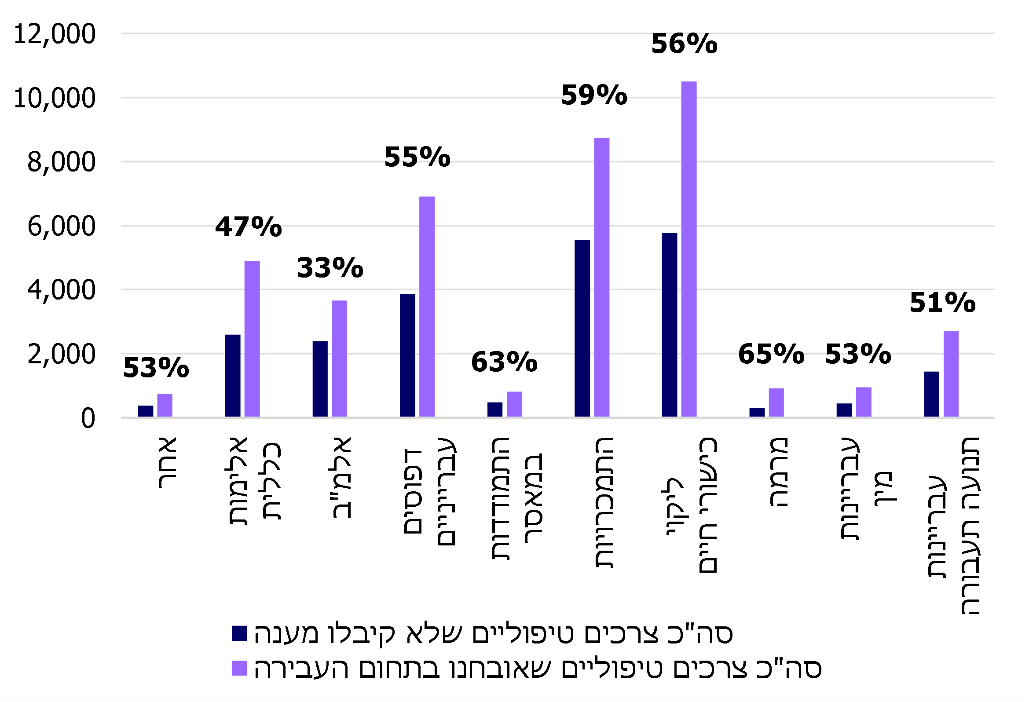 12,000
10,000
8,000
6,000
4,000
2,000
0
53%
47%
33%
55%
63%
59%
56%
65%
53%
51%
אחר
אלימות
כללית
אלמ"ב
דפוסים
עברייניים
התמודדות
במאסר
התמכרויות
ליקוי
כישורי חיים
מרמה
עבריינות
מין
עבריינות
תנועה תעבורה
סה"כ צרכים טיפוליים שלא קיבלו מענה
סה"כ צרכים טיפוליים שאובחנו בתחום העבירה